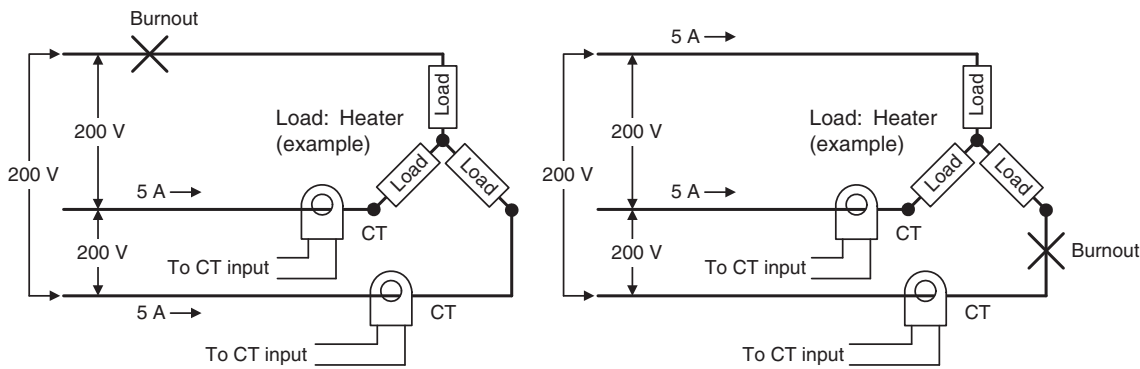 Burnout
200 V
200 V
200 V
Load: Heater
(example)
Load
Load
Load
5 A
CT
To CT input
5 A
CT
To CT input
5 A
200 V
200 V
200 V
Load: Heater
(example)
Load
Load
Load
5 A
CT
To CT input
Burnout
CT
To CT input